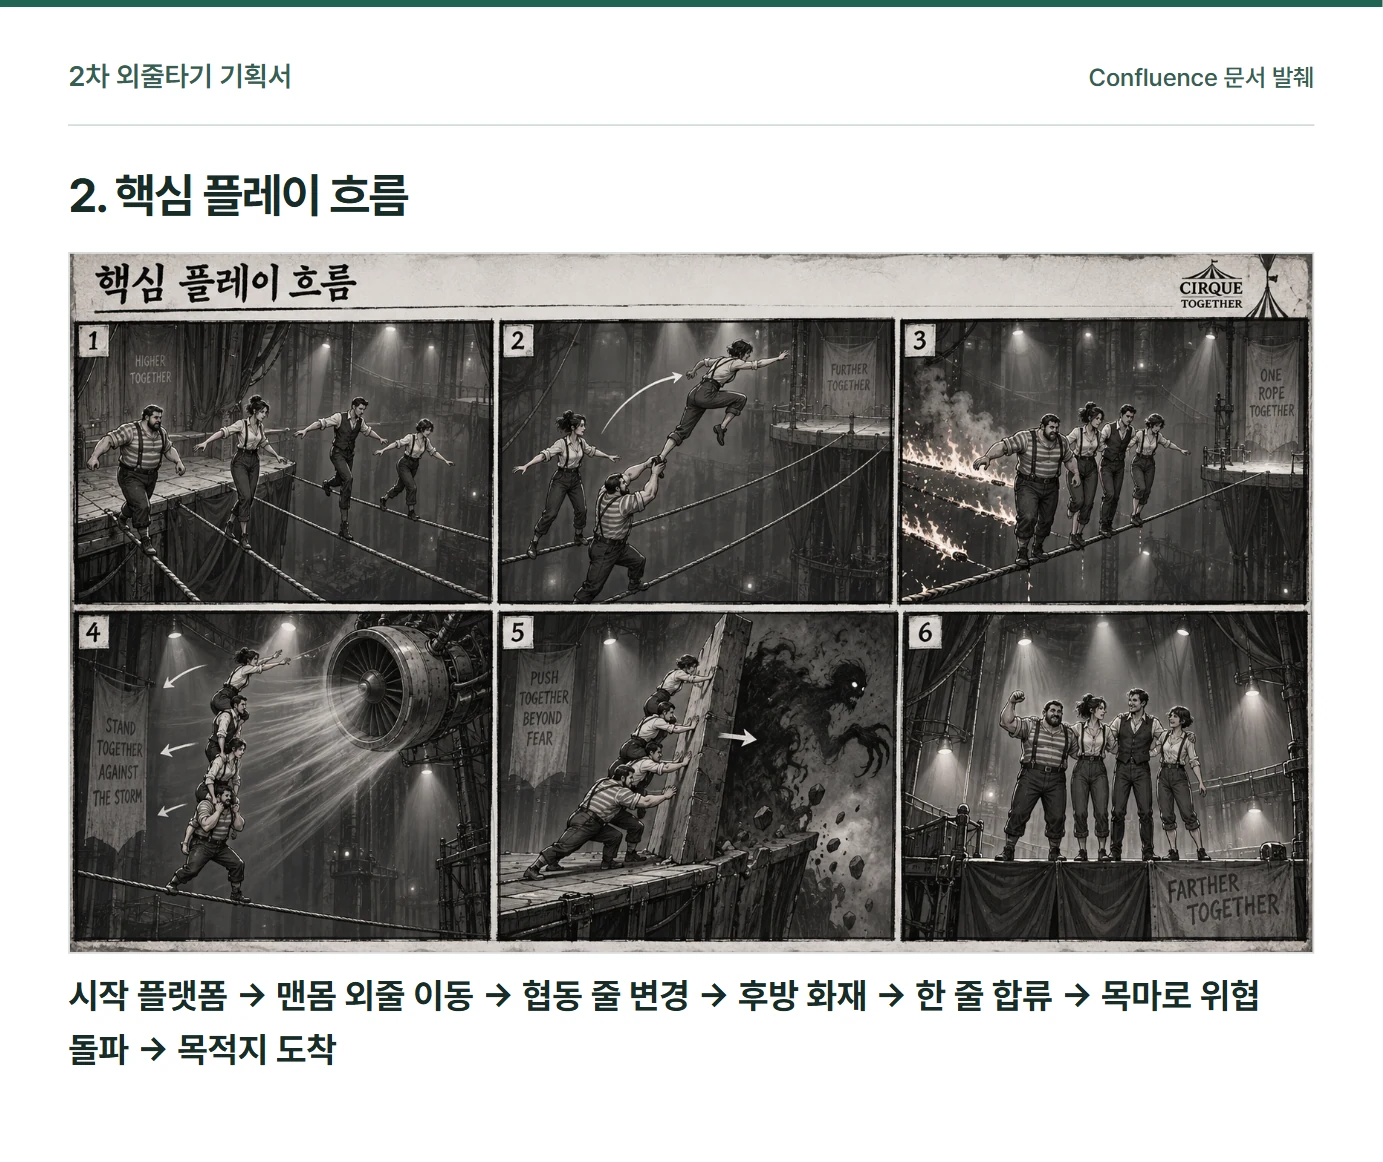 2차 외줄타기 기획서
Confluence 문서 발췌
2. 핵심 플레이 흐름
핵심 플레이 흐름
CIRQUE
TOGETHER
1
HIGHER
TOGETHER
2
FURTHER
TOGETHER
3
ONE
ROPE
TOGETHER
4
STAND
TOGETHER
AGAINST
THE STORM
5
PUSH
TOGETHER
BEYOND
FEAR
6
FARTHER
TOGETHER
시작 플랫폼 → 맨몸 외줄 이동 → 협동 줄 변경 → 후방 화재 → 한 줄 합류 → 목마로 위협
돌파 → 목적지 도착